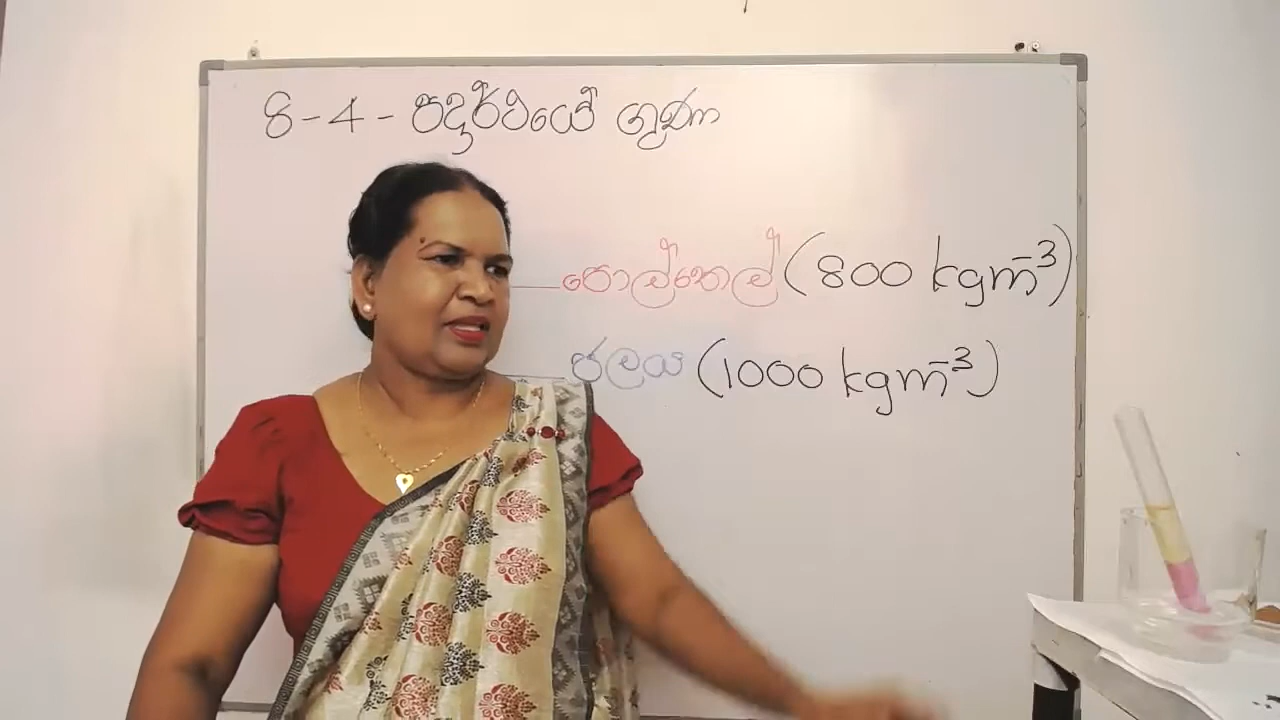 8-4- පදාර්ථයේ ගුණ
පොල්තෙල් (800 kgm⁻³)
ජලය (1000 kgm⁻³)